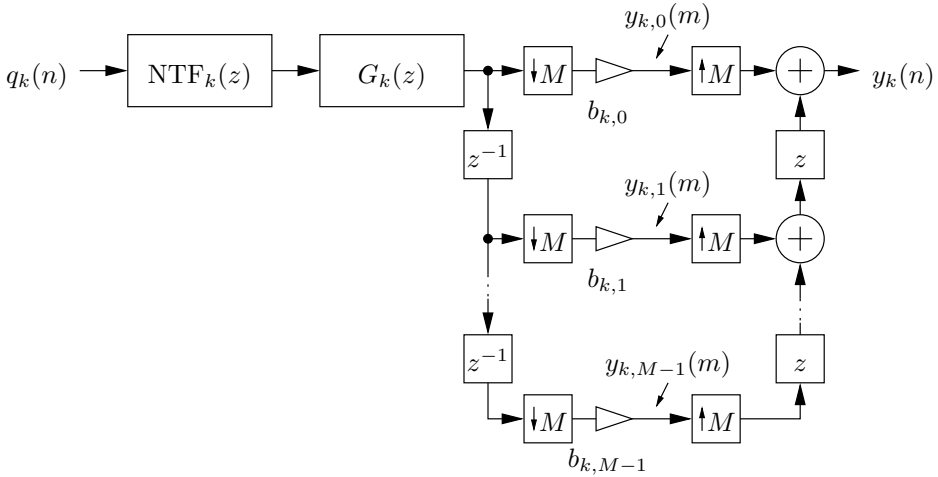 y_{k,0}(m)
q_k(n) NTF_k(z) G_k(z) ↓M ↑M + y_k(n)
b_{k,0}
z^{-1} z
y_{k,1}(m)
↓M ↑M +
b_{k,1}
z^{-1} z
y_{k,M−1}(m)
↓M ↑M
b_{k,M−1}